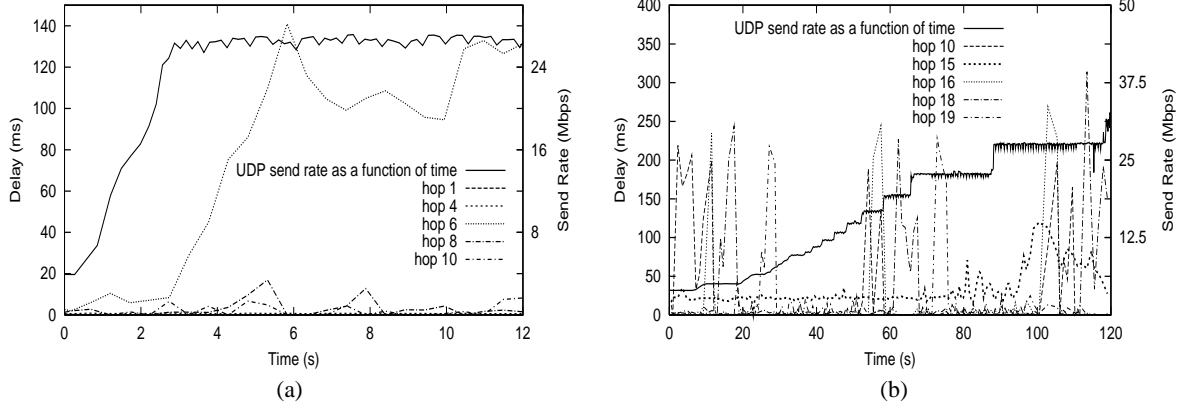 140
120
100
80
60
40
20
0
Delay (ms)
24
16
8
Send Rate (Mbps)
UDP send rate as a function of time
hop 1
hop 4
hop 6
hop 8
hop 10
0 2 4 6 8 10 12
Time (s)
(a)
400
350
300
250
200
150
100
50
0
Delay (ms)
50
37.5
25
12.5
0
Send Rate (Mbps)
UDP send rate as a function of time
hop 10
hop 15
hop 16
hop 18
hop 19
0 20 40 60 80 100 120
Time (s)
(b)